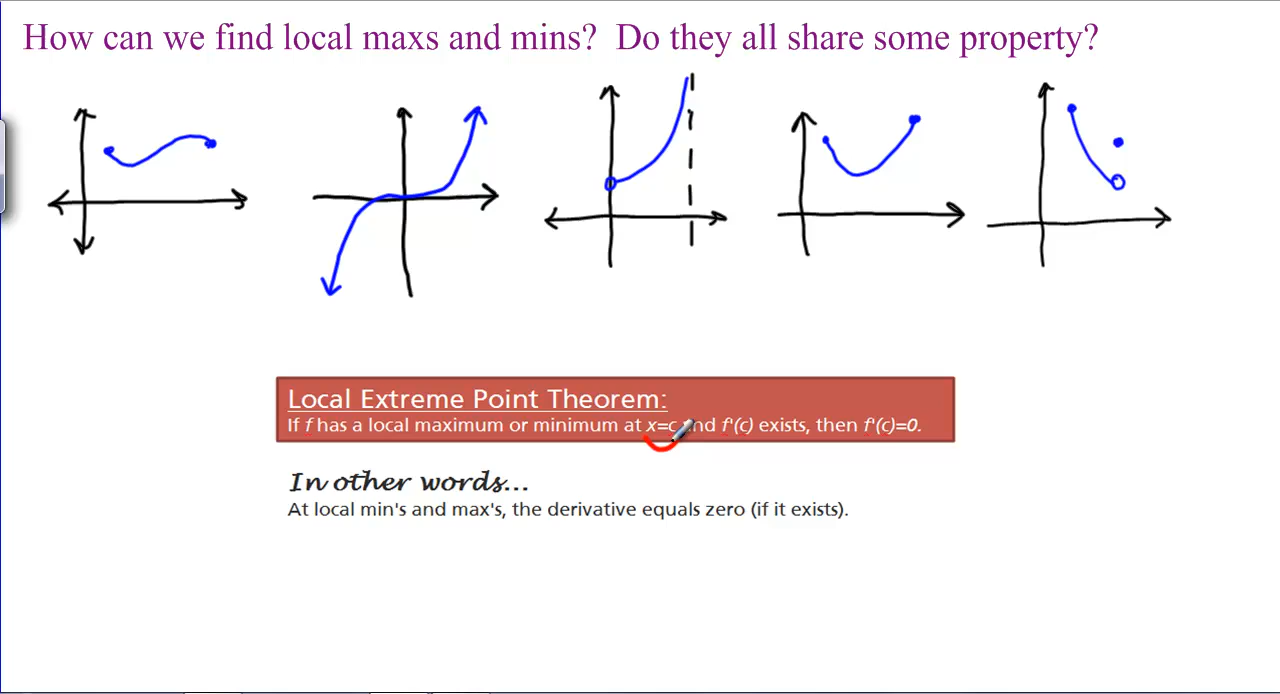 How can we find local maxs and mins? Do they all share some property?
Local Extreme Point Theorem:
If f has a local maximum or minimum at x=c and f'(c) exists, then f'(c)=0.
In other words...
At local min's and max's, the derivative equals zero (if it exists).